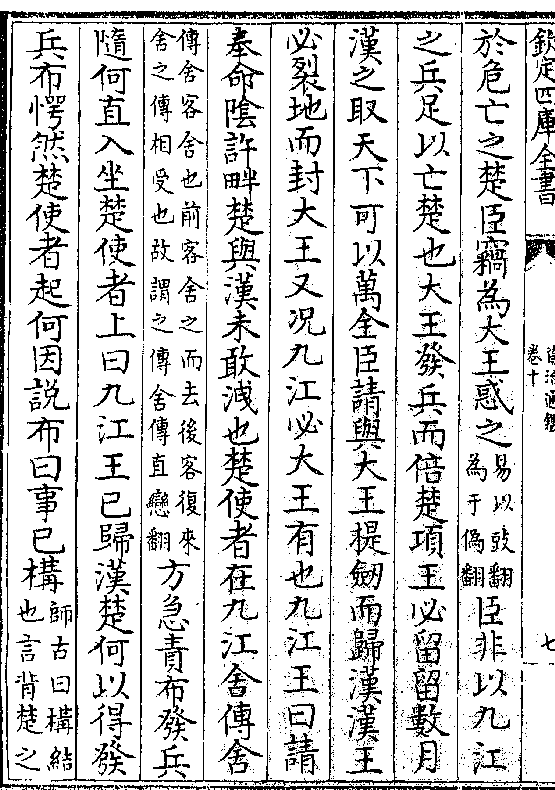 欽定四庫全書
資治通鑑
卷十
七
於危亡之楚臣竊為大王惑之易以豉翻為于偽翻臣非以九江
之兵足以亡楚也大王發兵而倍楚項王必留留數月
漢之取天下可以萬全臣請與大王提劒而歸漢漢王
必裂地而封大王又况九江必大王有也九江王曰請
奉命陰許畔楚與漢未敢洩也楚使者在九江舍傳舍
傳舍客舍也前客舍之而去後客復來舍之傳相受也故謂之傳舍傳直戀翻方急責布發兵
隨何直入坐楚使者上曰九江王已歸漢楚何以得發
兵布愕然楚使者起何因説布曰事已構師古曰構結也言背楚之